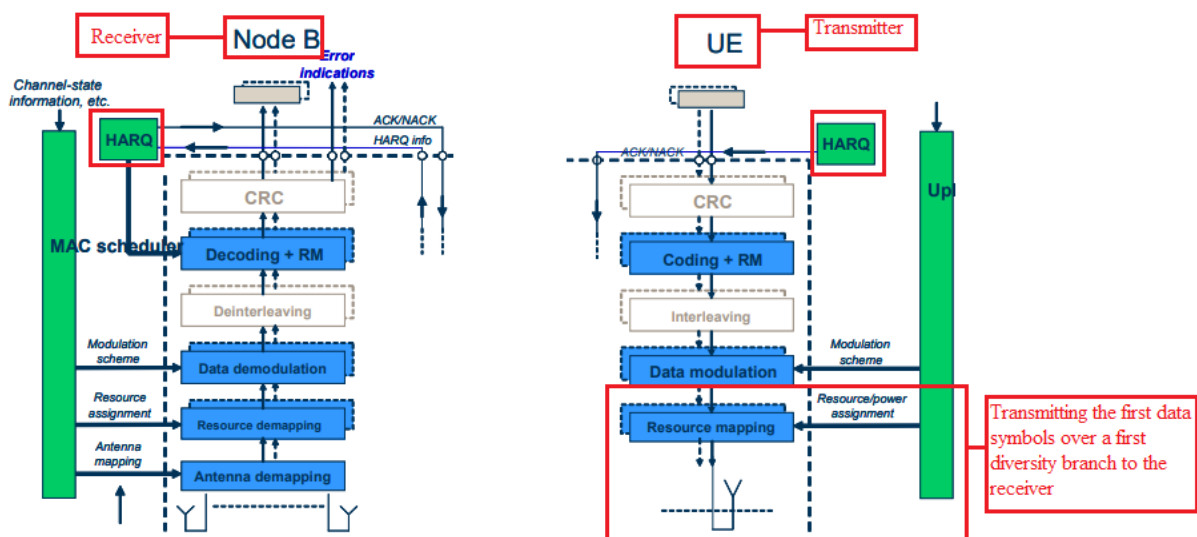 Receiver
Node B
Error
indications
Channel-state
information, etc.
HARQ
ACK/NACK
HARQ info
CRC
MAC scheduler
Decoding + RM
Deinterleaving
Modulation
scheme
Data demodulation
Resource
assignment
Resource demapping
Antenna
mapping
Antenna demapping
UE
Transmitter
ACK/NACK
HARQ
CRC
Upl
Coding + RM
Interleaving
Modulation
scheme
Data modulation
Resource/power
assignment
Resource mapping
Transmitting the first data
symbols over a first
diversity branch to the
receiver